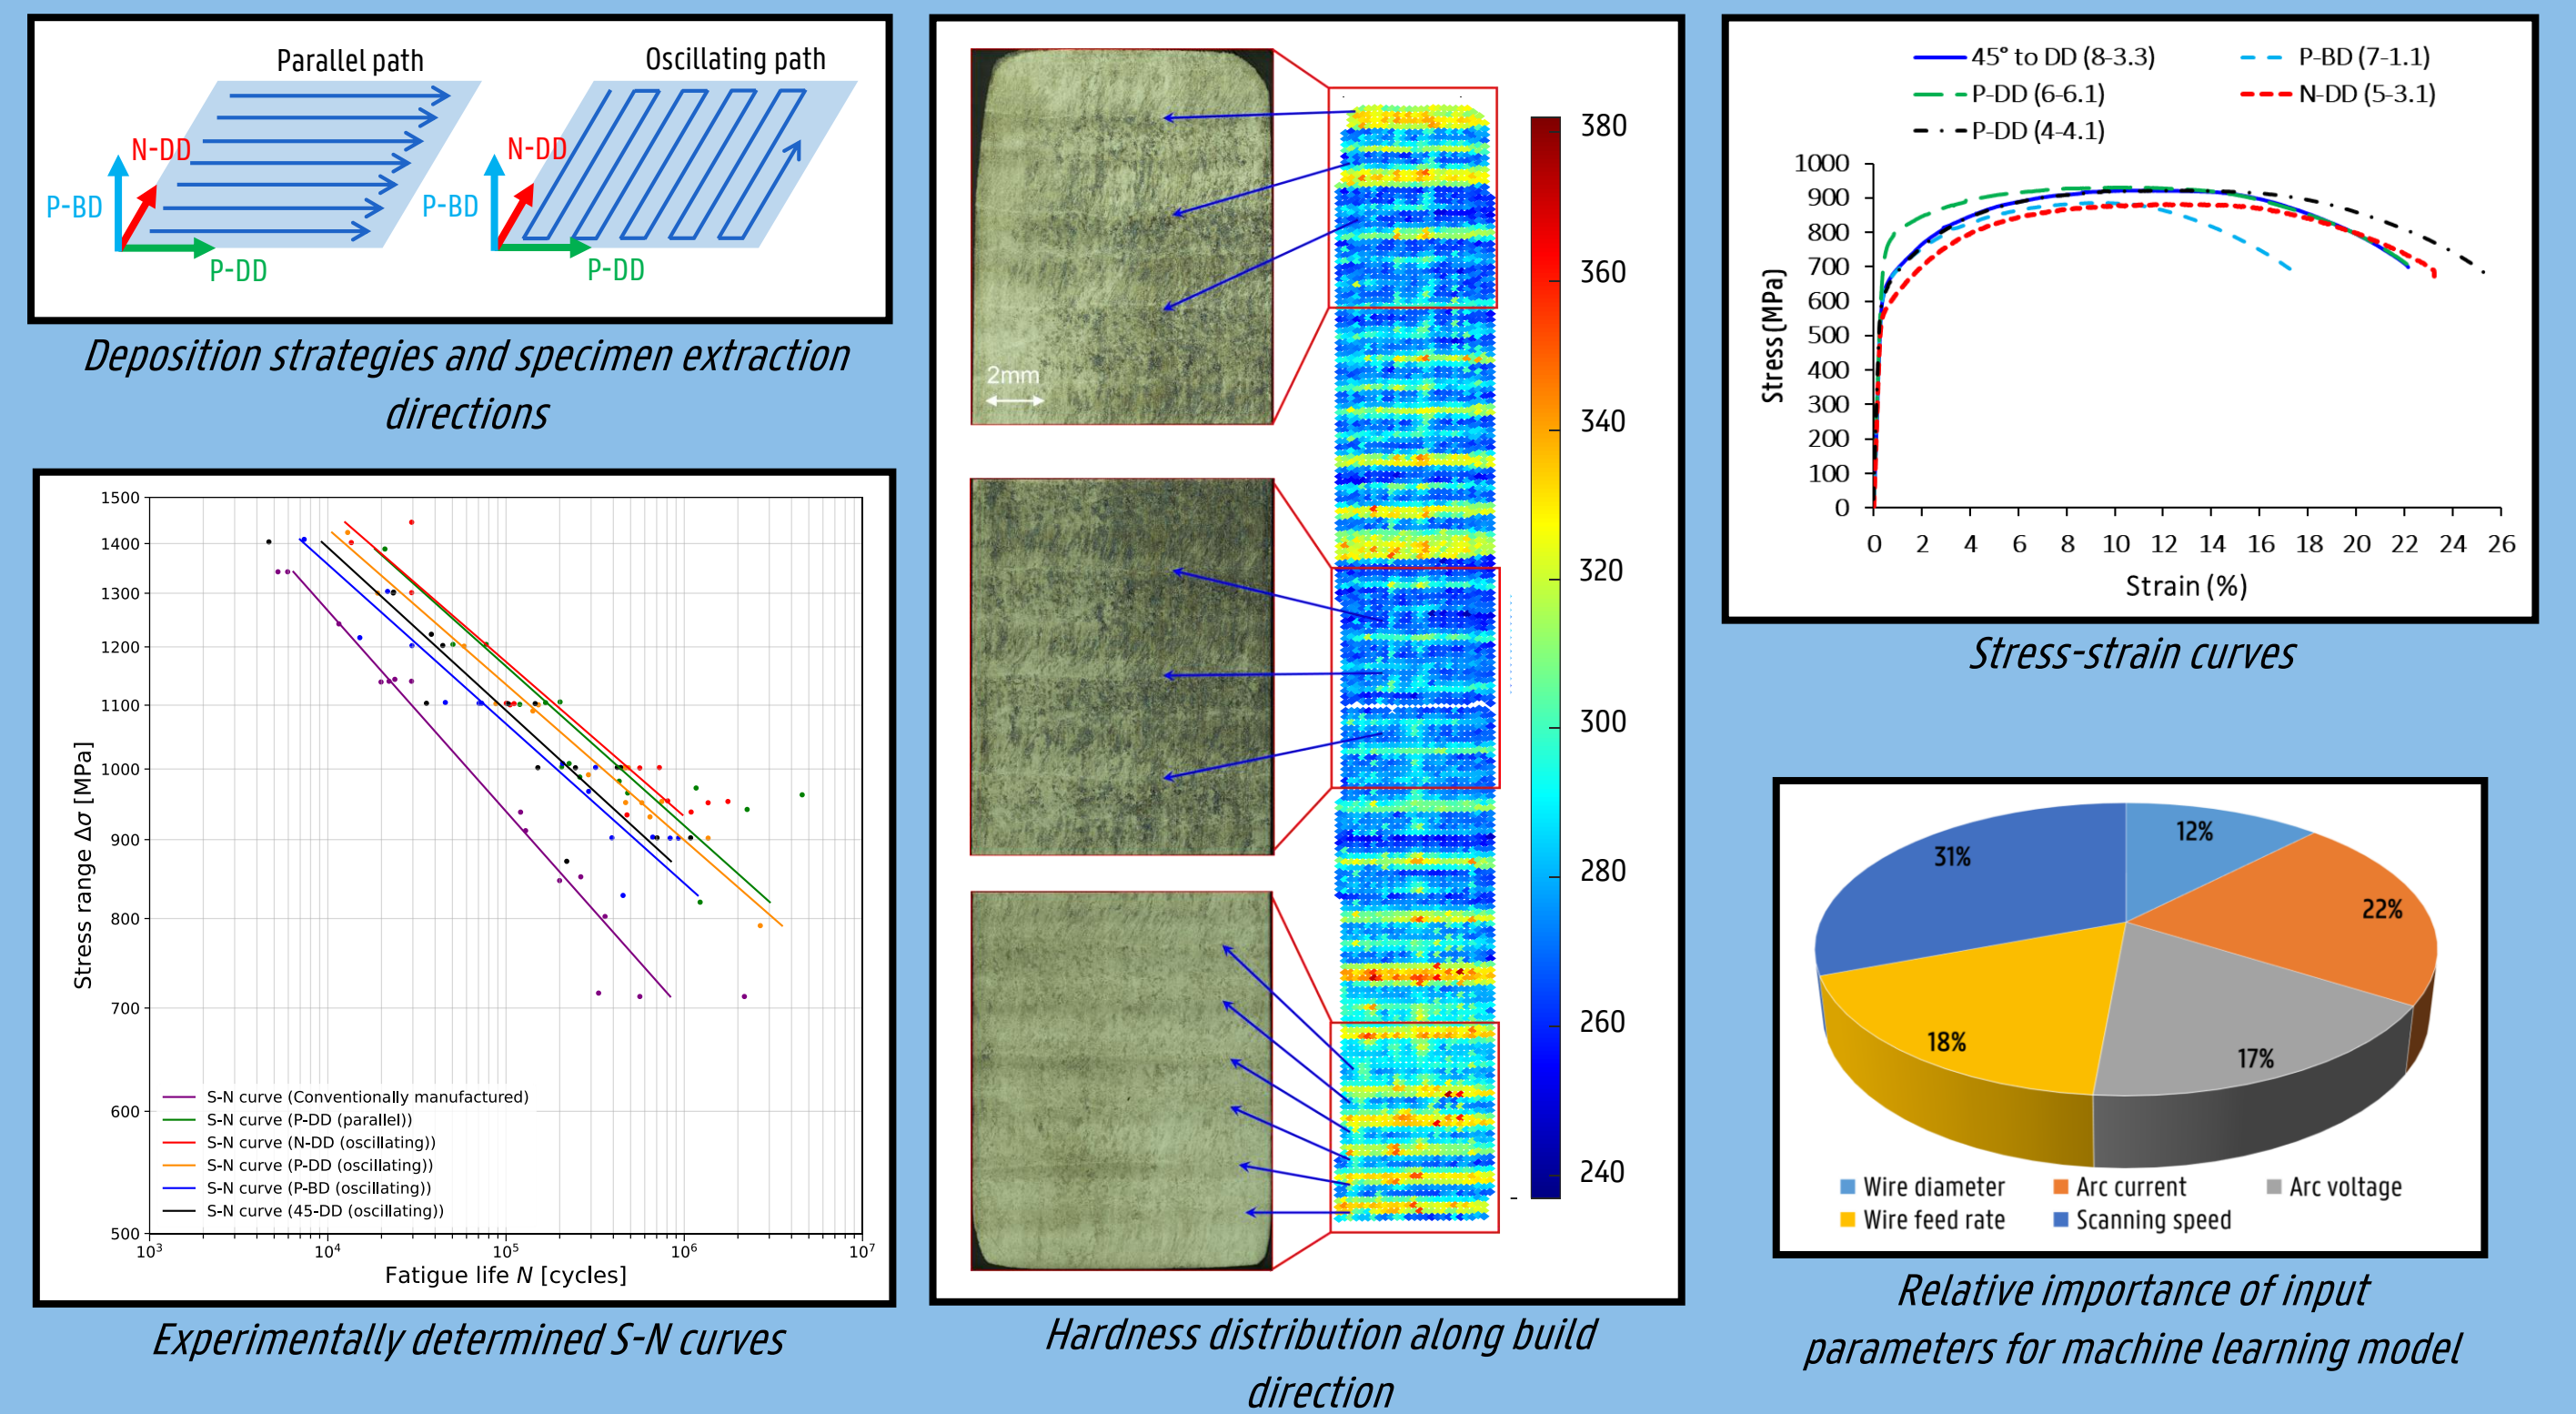 Parallel path
Oscillating path
N-DD
P-BD
P-DD
N-DD
P-BD
P-DD
Deposition strategies and specimen extraction
directions
1500
1400
1300
1200
1100
1000
900
800
700
600
500
Stress range Δσ [MPa]
S-N curve (Conventionally manufactured)
S-N curve (P-DD (parallel))
S-N curve (N-DD (oscillating))
S-N curve (P-DD (oscillating))
S-N curve (P-BD (oscillating))
S-N curve (45-DD (oscillating))
10³ 10⁴ 10⁵ 10⁶ 10⁷
Fatigue life N [cycles]
Experimentally determined S-N curves
2mm
380
360
340
320
300
280
260
240
Hardness distribution along build
direction
45° to DD (8-3.3) P-BD (7-1.1)
P-DD (6-6.1) N-DD (5-3.1)
P-DD (4-4.1)
1000
900
800
700
600
500
400
300
200
100
0
Stress (MPa)
0 2 4 6 8 10 12 14 16 18 20 22 24 26
Strain (%)
Stress-strain curves
12%
31%
22%
18%
17%
Wire diameter Arc current Arc voltage
Wire feed rate Scanning speed
Relative importance of input
parameters for machine learning model